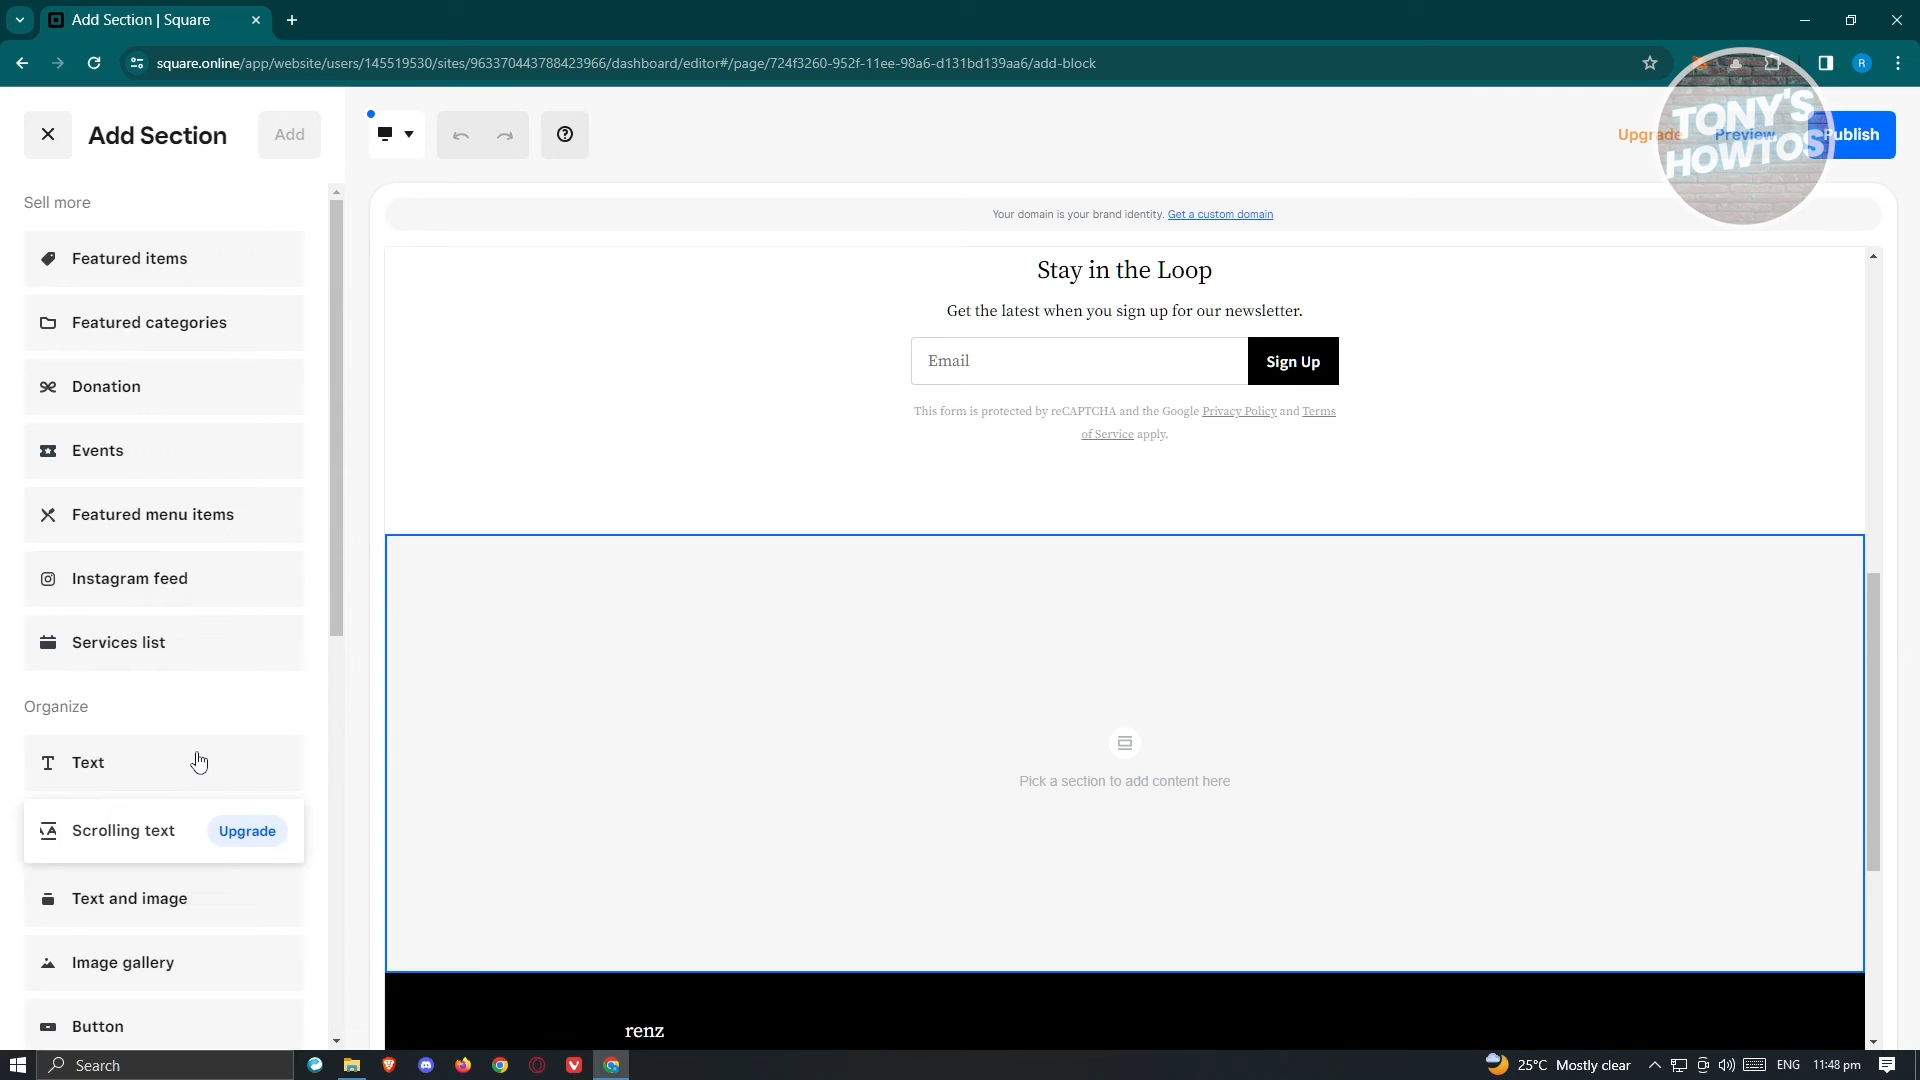 Add Section | Square
square.online/app/website/users/145519530/sites/963370443788423966/dashboard/editor#/page/724f3260-952f-11ee-98a6-d131bd139aa6/add-block
R
Add Section
Add
Upgrade
Preview
Publish
TONY'S
HOWTOS
Sell more
Featured items
Featured categories
Donation
Events
Featured menu items
Instagram feed
Services list
Organize
Text
Scrolling text
Upgrade
Text and image
Image gallery
Button
Your domain is your brand identity. Get a custom domain
Stay in the Loop
Get the latest when you sign up for our newsletter.
Email
Sign Up
This form is protected by reCAPTCHA and the Google Privacy Policy and Terms
of Service apply.
Pick a section to add content here
renz
Search
25°C Mostly clear
ENG
11:48 pm